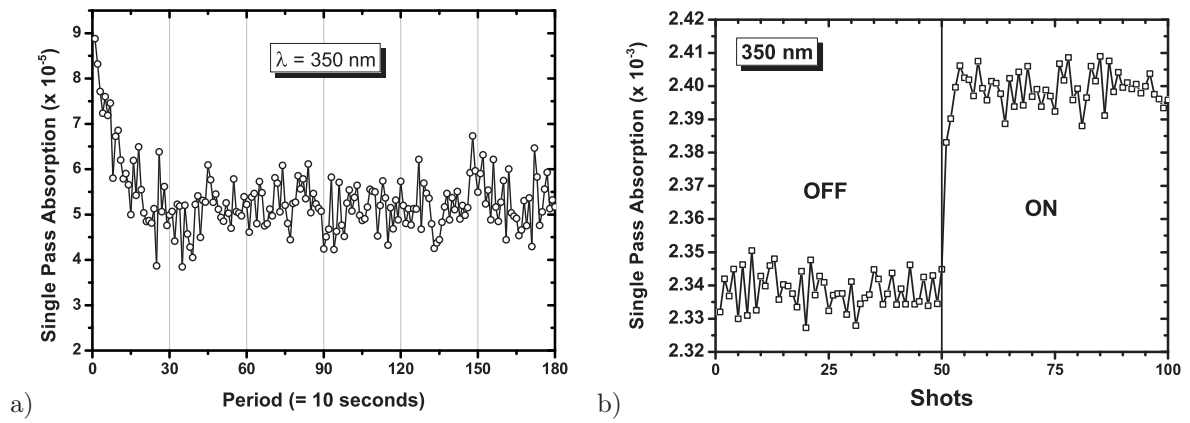 Single Pass Absorption (x 10⁻⁵)
9
8
7
6
5
4
3
2
λ = 350 nm
0 30 60 90 120 150 180
Period (= 10 seconds)
a)
Single Pass Absorption (x 10⁻³)
2.42
2.41
2.40
2.39
2.38
2.37
2.36
2.35
2.34
2.33
2.32
350 nm
OFF
ON
0 25 50 75 100
Shots
b)